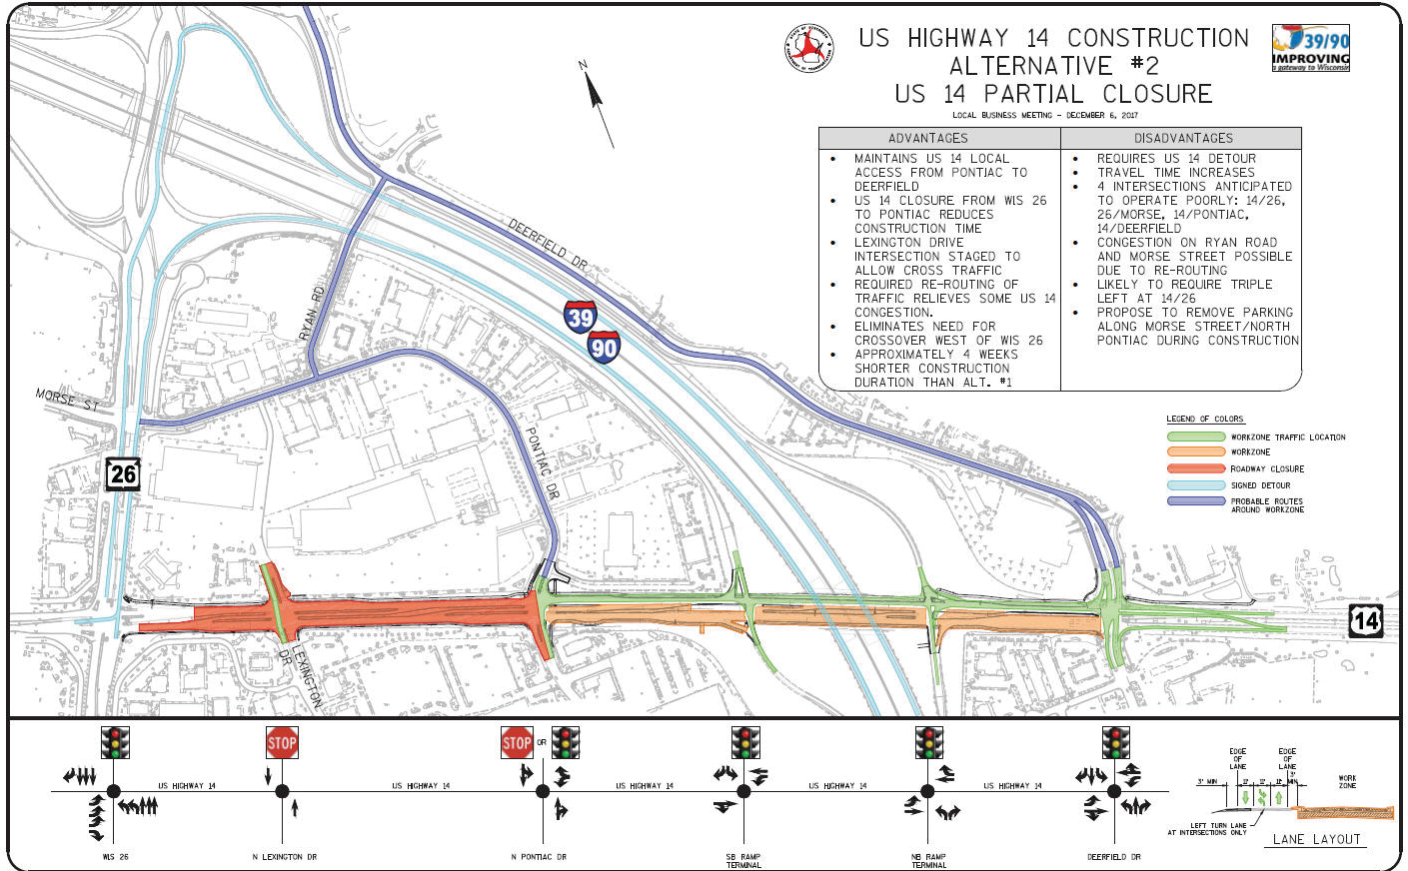 US HIGHWAY 14 CONSTRUCTION
ALTERNATIVE #2
US 14 PARTIAL CLOSURE
LOCAL BUSINESS MEETING - DECEMBER 6, 2017
39/90
IMPROVING
a gateway to Wisconsin
N
ADVANTAGES
• MAINTAINS US 14 LOCAL
ACCESS FROM PONTIAC TO
DEERFIELD
• US 14 CLOSURE FROM WIS 26
TO PONTIAC REDUCES
CONSTRUCTION TIME
• LEXINGTON DRIVE
INTERSECTION STAGED TO
ALLOW CROSS TRAFFIC
• REQUIRED RE-ROUTING OF
TRAFFIC RELIEVES SOME US 14
CONGESTION.
• ELIMINATES NEED FOR
CROSSOVER WEST OF WIS 26
• APPROXIMATELY 4 WEEKS
SHORTER CONSTRUCTION
DURATION THAN ALT. #1
DISADVANTAGES
• REQUIRES US 14 DETOUR
• TRAVEL TIME INCREASES
• 4 INTERSECTIONS ANTICIPATED
TO OPERATE POORLY: 14/26,
26/MORSE, 14/PONTIAC,
14/DEERFIELD
• CONGESTION ON RYAN ROAD
AND MORSE STREET POSSIBLE
DUE TO RE-ROUTING
• LIKELY TO REQUIRE TRIPLE
LEFT AT 14/26
• PROPOSE TO REMOVE PARKING
ALONG MORSE STREET/NORTH
PONTIAC DURING CONSTRUCTION
LEGEND OF COLORS
WORKZONE TRAFFIC LOCATION
WORKZONE
ROADWAY CLOSURE
SIGNED DETOUR
PROBABLE ROUTES
AROUND WORKZONE
DEERFIELD DR
RYAN RD
39
90
MORSE ST
26
PONTIAC DR
LEXINGTON
DR
14
STOP
STOP
OR
US HIGHWAY 14
US HIGHWAY 14
US HIGHWAY 14
US HIGHWAY 14
US HIGHWAY 14
WIS 26
N LEXINGTON DR
N PONTIAC DR
SB RAMP
TERMINAL
NB RAMP
TERMINAL
DEERFIELD DR
EDGE
OF
LANE
EDGE
OF
LANE
3' MIN
3'
MIN
WORK
ZONE
LEFT TURN LANE
AT INTERSECTIONS ONLY
LANE LAYOUT